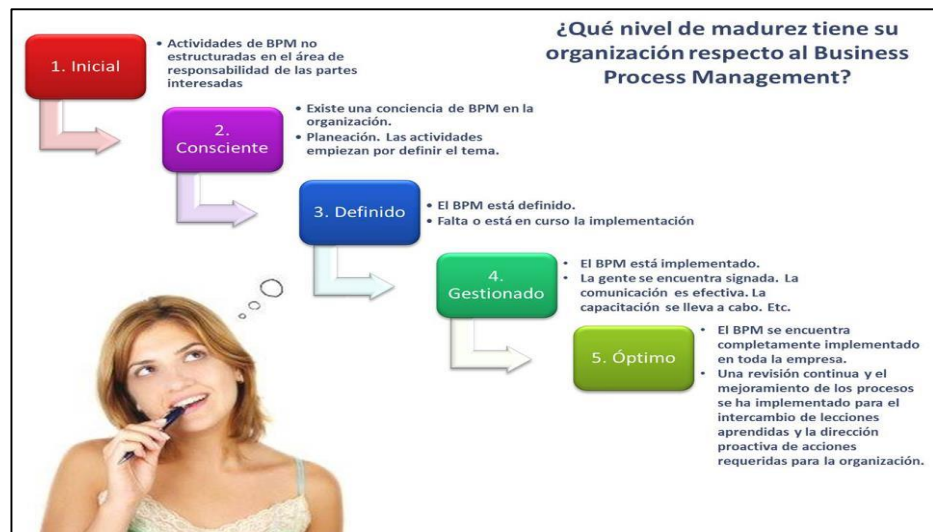 ¿Qué nivel de madurez tiene su
organización respecto al Business
Process Management?
1. Inicial
• Actividades de BPM no
estructuradas en el área de
responsabilidad de las partes
interesadas
2.
Consciente
• Existe una conciencia de BPM en la
organización.
• Planeación. Las actividades
empiezan por definir el tema.
3. Definido
• El BPM está definido.
• Falta o está en curso la implementación
4.
Gestionado
• El BPM está implementado.
• La gente se encuentra signada. La
comunicación es efectiva. La
capacitación se lleva a cabo. Etc.
5. Óptimo
• El BPM se encuentra
completamente implementado
en toda la empresa.
• Una revisión continua y el
mejoramiento de los procesos
se ha implementado para el
intercambio de lecciones
aprendidas y la dirección
proactiva de acciones
requeridas para la organización.